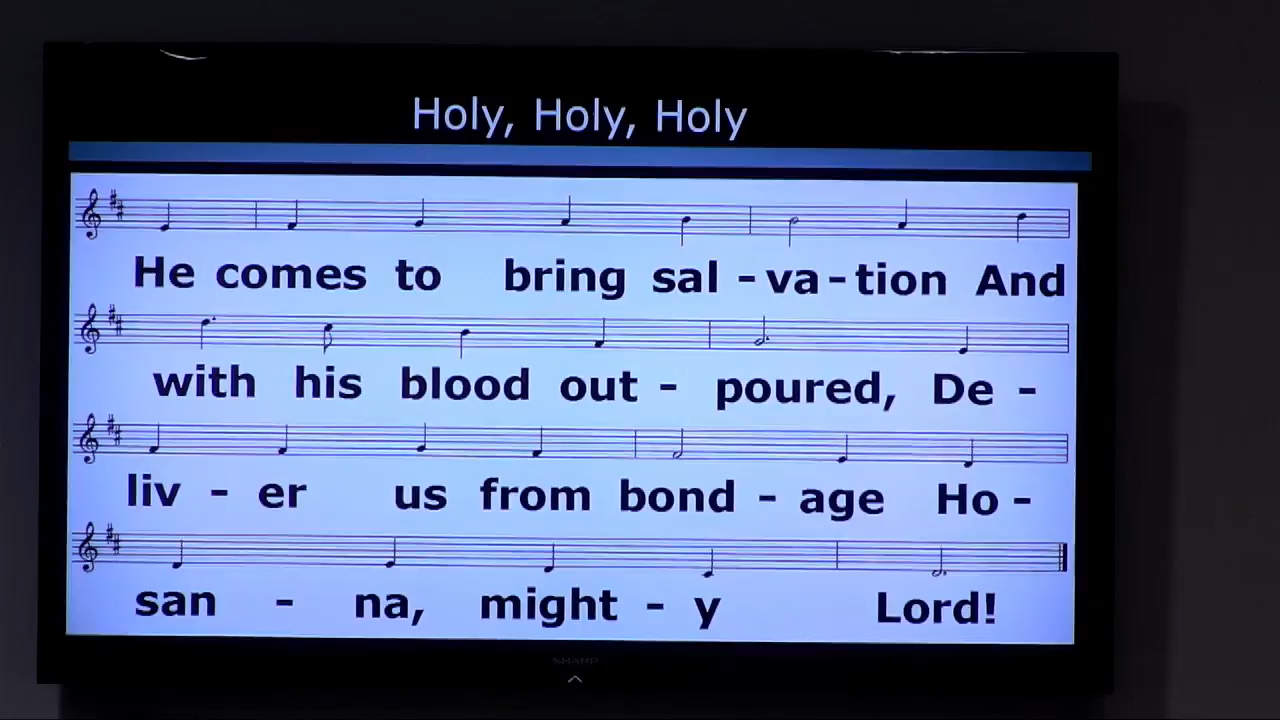 Holy, Holy, Holy
He comes to bring sal - va - tion And
with his blood out - poured, De -
liv - er us from bond - age Ho -
san - na, might - y Lord!
SHARP